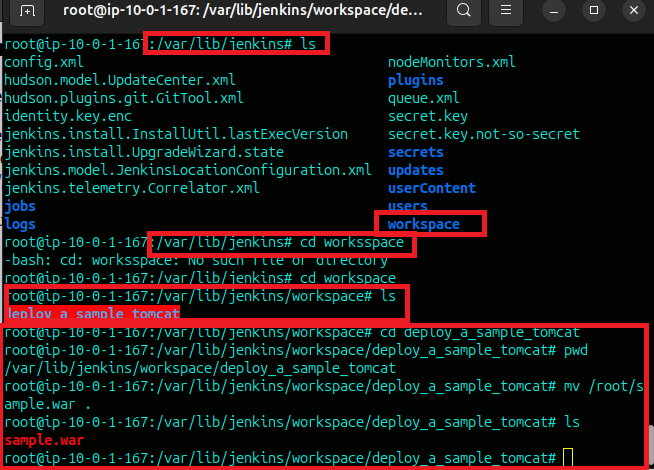 root@ip-10-0-1-167: /var/lib/jenkins/workspace/de...
root@ip-10-0-1-167:/var/lib/jenkins# ls
config.xml nodeMonitors.xml
hudson.model.UpdateCenter.xml plugins
hudson.plugins.git.GitTool.xml queue.xml
identity.key.enc secret.key
jenkins.install.InstallUtil.lastExecVersion secret.key.not-so-secret
jenkins.install.UpgradeWizard.state secrets
jenkins.model.JenkinsLocationConfiguration.xml updates
jenkins.telemetry.Correlator.xml userContent
jobs users
logs workspace
root@ip-10-0-1-167:/var/lib/jenkins# cd worksspace
-bash: cd: worksspace: No such file or directory
root@ip-10-0-1-167:/var/lib/jenkins# cd workspace
root@ip-10-0-1-167:/var/lib/jenkins/workspace# ls
deploy_a_sample_tomcat
root@ip-10-0-1-167:/var/lib/jenkins/workspace# cd deploy_a_sample_tomcat
root@ip-10-0-1-167:/var/lib/jenkins/workspace/deploy_a_sample_tomcat# pwd
/var/lib/jenkins/workspace/deploy_a_sample_tomcat
root@ip-10-0-1-167:/var/lib/jenkins/workspace/deploy_a_sample_tomcat# mv /root/s
ample.war .
root@ip-10-0-1-167:/var/lib/jenkins/workspace/deploy_a_sample_tomcat# ls
sample.war
root@ip-10-0-1-167:/var/lib/jenkins/workspace/deploy_a_sample_tomcat#